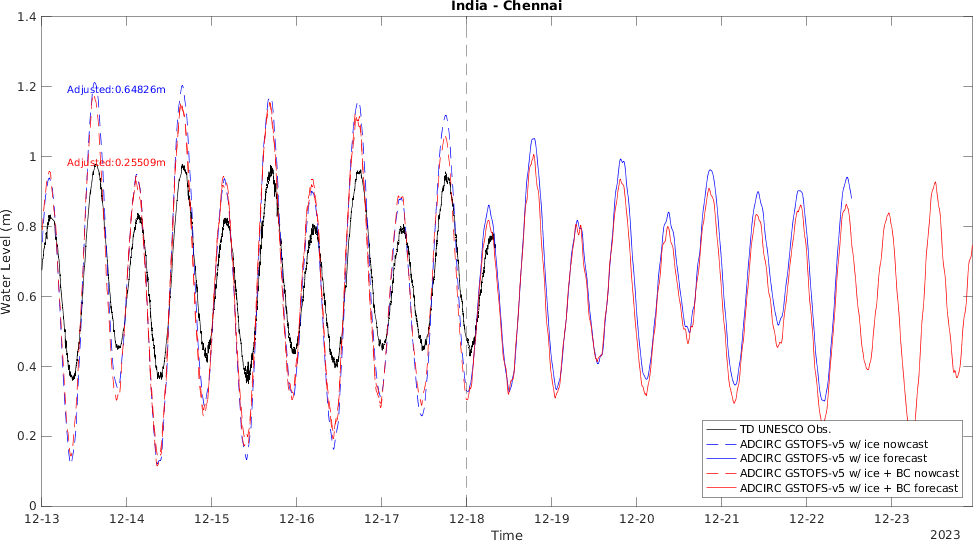 India - Chennai
1.4
1.2
1
0.8
0.6
0.4
0.2
0
Water Level (m)
Adjusted:0.64826m
Adjusted:0.25509m
TD UNESCO Obs.
ADCIRC GSTOFS-v5 w/ ice nowcast
ADCIRC GSTOFS-v5 w/ ice forecast
ADCIRC GSTOFS-v5 w/ ice + BC nowcast
ADCIRC GSTOFS-v5 w/ ice + BC forecast
12-13 12-14 12-15 12-16 12-17 12-18 12-19 12-20 12-21 12-22 12-23
Time
2023